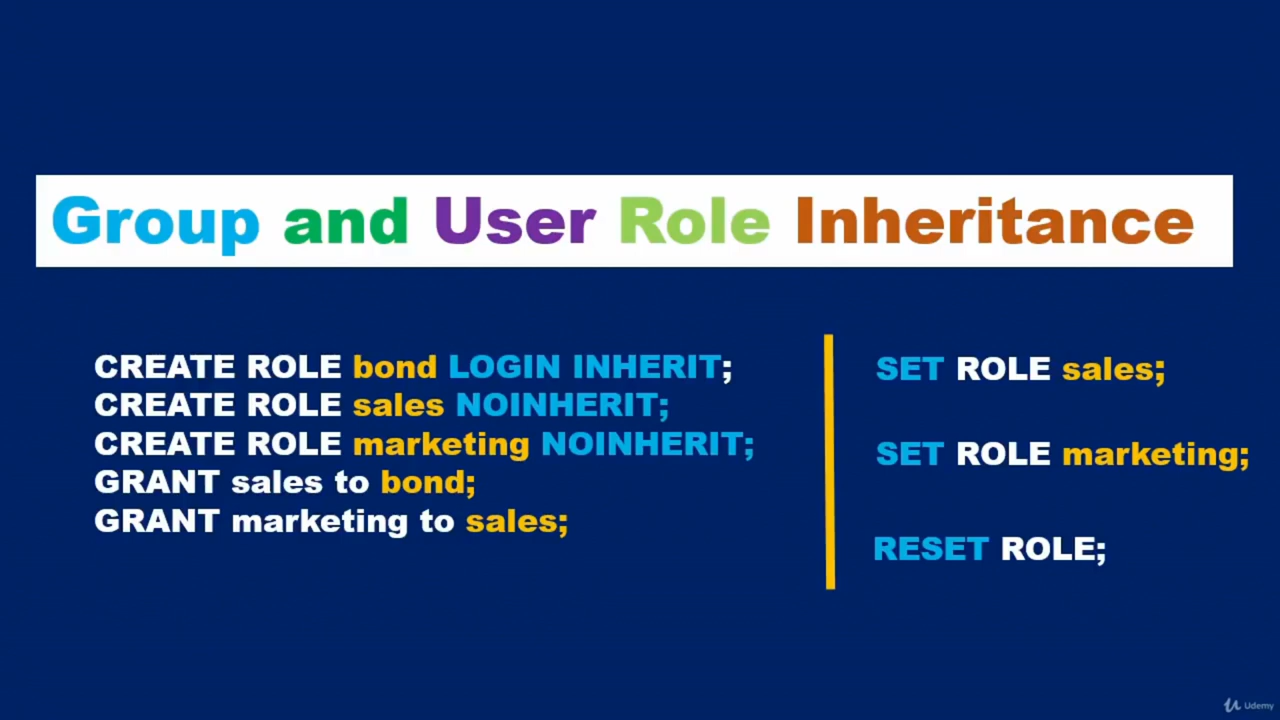 Group and User Role Inheritance
CREATE ROLE bond LOGIN INHERIT;
CREATE ROLE sales NOINHERIT;
CREATE ROLE marketing NOINHERIT;
GRANT sales to bond;
GRANT marketing to sales;
SET ROLE sales;
SET ROLE marketing;
RESET ROLE;
Udemy